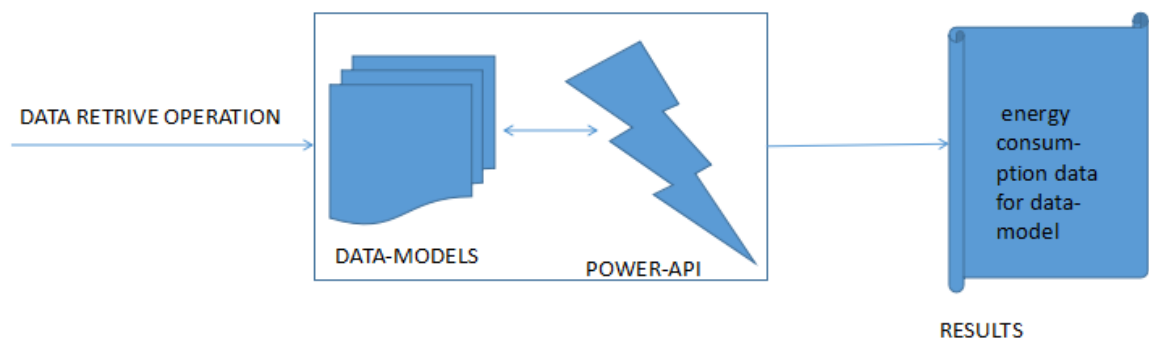 DATA RETRIVE OPERATION
DATA-MODELS
POWER-API
energy
consum-
ption data
for data-
model
RESULTS